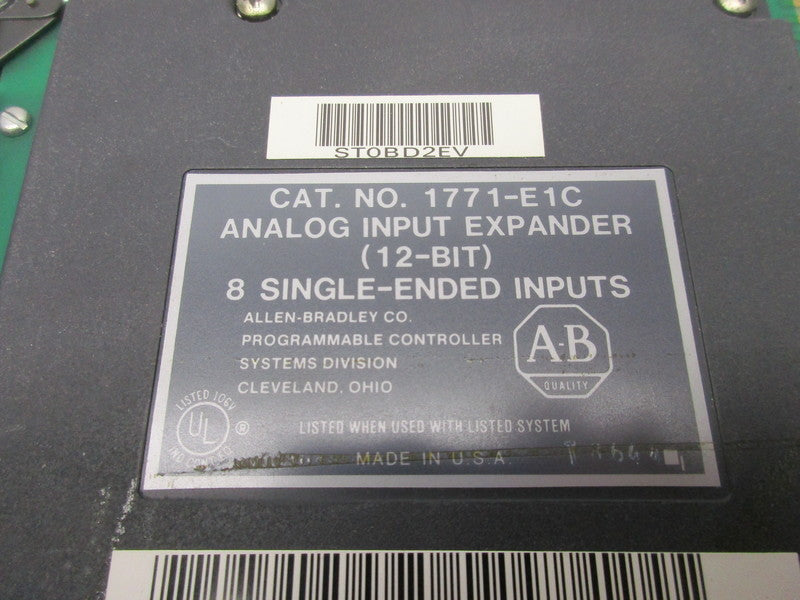 ST0BD2EV
CAT. NO. 1771-E1C
ANALOG INPUT EXPANDER
(12-BIT)
8 SINGLE-ENDED INPUTS
ALLEN-BRADLEY CO.
PROGRAMMABLE CONTROLLER
SYSTEMS DIVISION
CLEVELAND, OHIO
A-B
QUALITY
LISTED 106V
UL ®
LISTED WHEN USED WITH LISTED SYSTEM
MADE IN U.S.A.